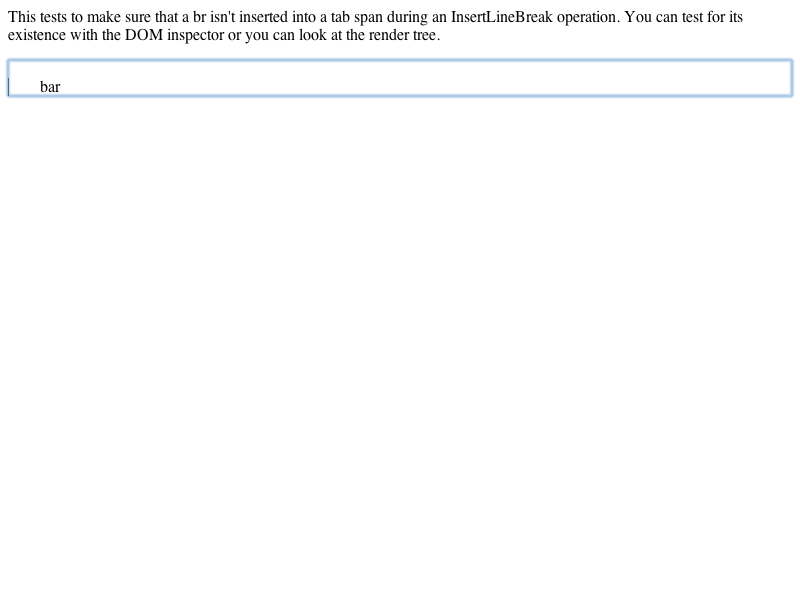 This tests to make sure that a br isn't inserted into a tab span during an InsertLineBreak operation. You can test for its
existence with the DOM inspector or you can look at the render tree.
bar